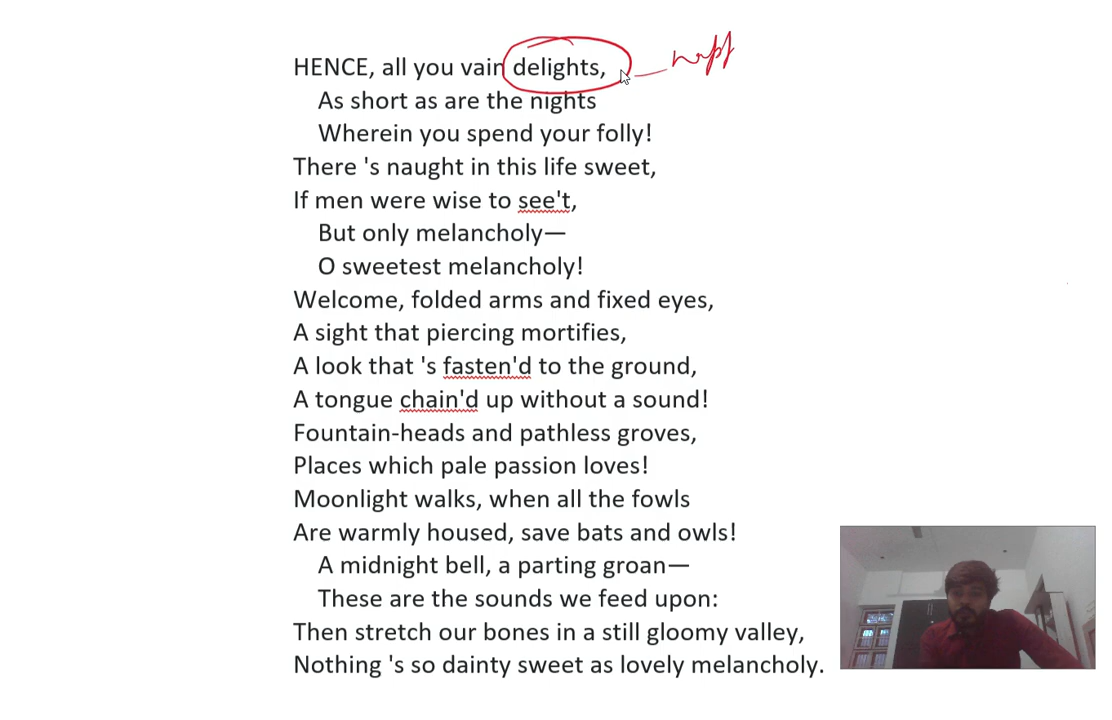 HENCE, all you vain delights,
As short as are the nights
Wherein you spend your folly!
There 's naught in this life sweet,
If men were wise to see't,
But only melancholy—
O sweetest melancholy!
Welcome, folded arms and fixed eyes,
A sight that piercing mortifies,
A look that 's fasten'd to the ground,
A tongue chain'd up without a sound!
Fountain-heads and pathless groves,
Places which pale passion loves!
Moonlight walks, when all the fowls
Are warmly housed, save bats and owls!
A midnight bell, a parting groan—
These are the sounds we feed upon:
Then stretch our bones in a still gloomy valley,
Nothing 's so dainty sweet as lovely melancholy.